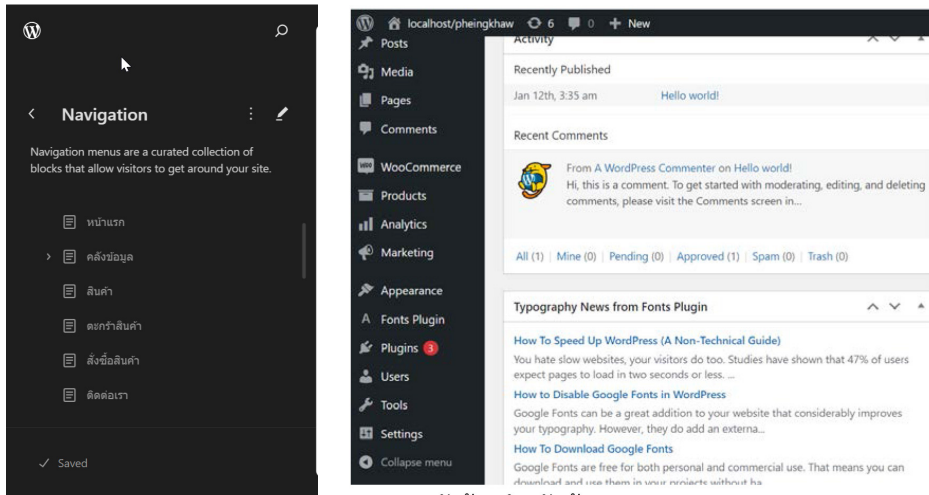 Navigation
Navigation menus are a curated collection of
blocks that allow visitors to get around your site.
หน้าแรก
คลังข้อมูล
สินค้า
ตะกร้าสินค้า
สั่งซื้อสินค้า
ติดต่อเรา
Saved
localhost/pheingkhaw 6 0 New
Posts
Media
Pages
Comments
WooCommerce
Products
Analytics
Marketing
Appearance
Fonts Plugin
Plugins 3
Users
Tools
Settings
Collapse menu
Activity
Recently Published
Jan 12th, 3:35 am Hello world!
Recent Comments
From A WordPress Commenter on Hello world!
Hi, this is a comment. To get started with moderating, editing, and deleting
comments, please visit the Comments screen in...
All (1) | Mine (0) | Pending (0) | Approved (1) | Spam (0) | Trash (0)
Typography News from Fonts Plugin
How To Speed Up WordPress (A Non-Technical Guide)
You hate slow websites, your visitors do too. Studies have shown that 47% of users
expect pages to load in two seconds or less. ...
How to Disable Google Fonts in WordPress
Google Fonts can be a great addition to your website that considerably improves
your typography. However, they do add an externa...
How To Download Google Fonts
Google Fonts are free for both personal and commercial use. That means you can
download and use them in your projects without ha